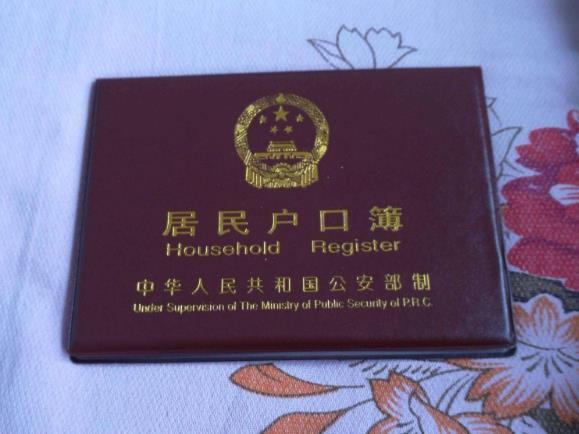 居民户口簿
Household Register
中华人民共和国公安部制
Under Supervision of The Ministry of Public Security of P.R.C.